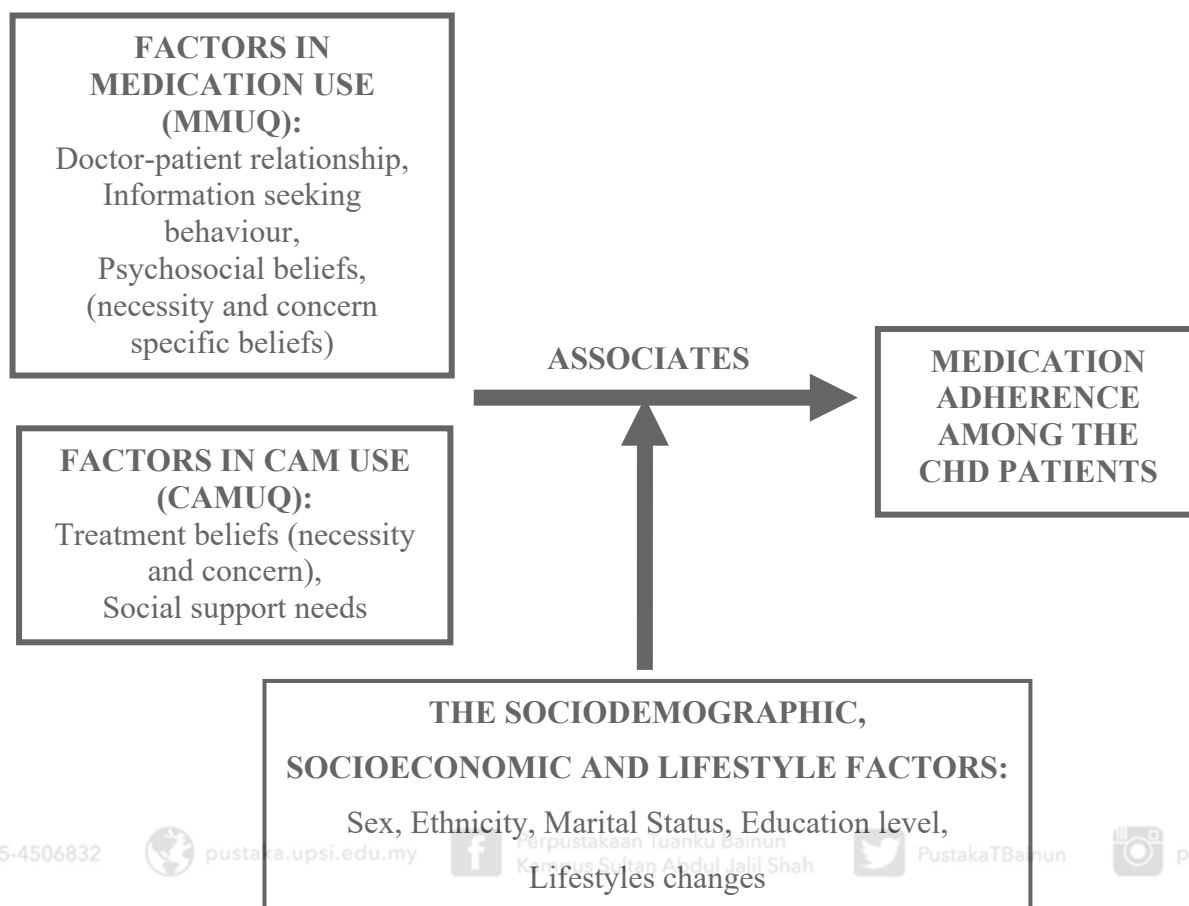 FACTORS IN
MEDICATION USE
(MMUQ):
Doctor-patient relationship,
Information seeking
behaviour,
Psychosocial beliefs,
(necessity and concern
specific beliefs)
FACTORS IN CAM USE
(CAMUQ):
Treatment beliefs (necessity
and concern),
Social support needs
ASSOCIATES
MEDICATION
ADHERENCE
AMONG THE
CHD PATIENTS
THE SOCIODEMOGRAPHIC,
SOCIOECONOMIC AND LIFESTYLE FACTORS:
Sex, Ethnicity, Marital Status, Education level,
Lifestyles changes
5-4506832
pustaka.upsi.edu.my
Perpustakaan Tuanku Bainun
Kampus Sultan Abdul Jalil Shah
PustakaTBainun
p